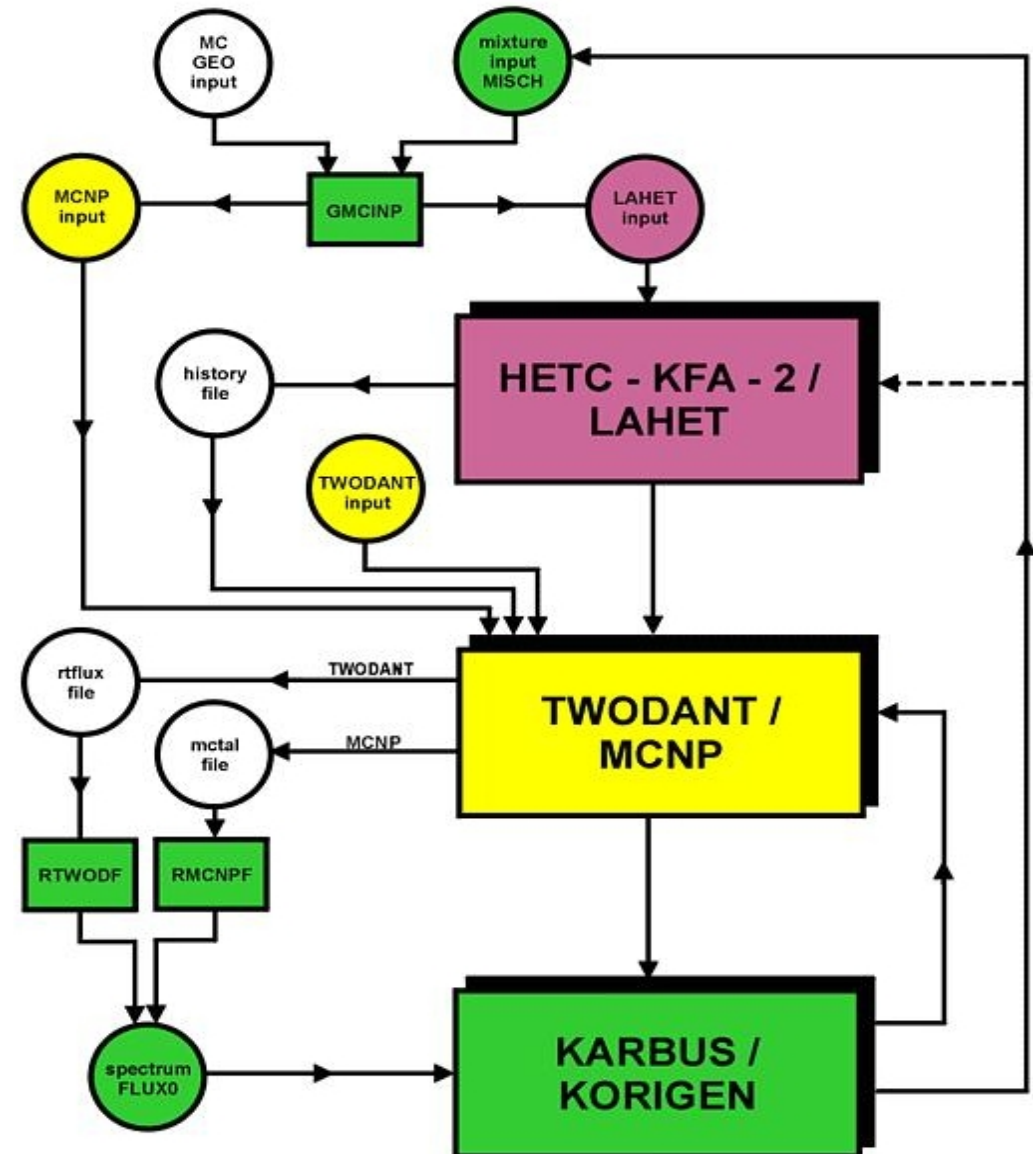 MC
GEO
input
mixture
input
MISCH
MCNP
input
GMCINP
LAHET
input
HETC - KFA - 2 /
LAHET
history
file
TWODANT
input
rtflux
file
TWODANT
TWODANT /
MCNP
mctal
file
MCNP
RTWODF
RMCNPF
spectrum
FLUX0
KARBUS /
KORIGEN